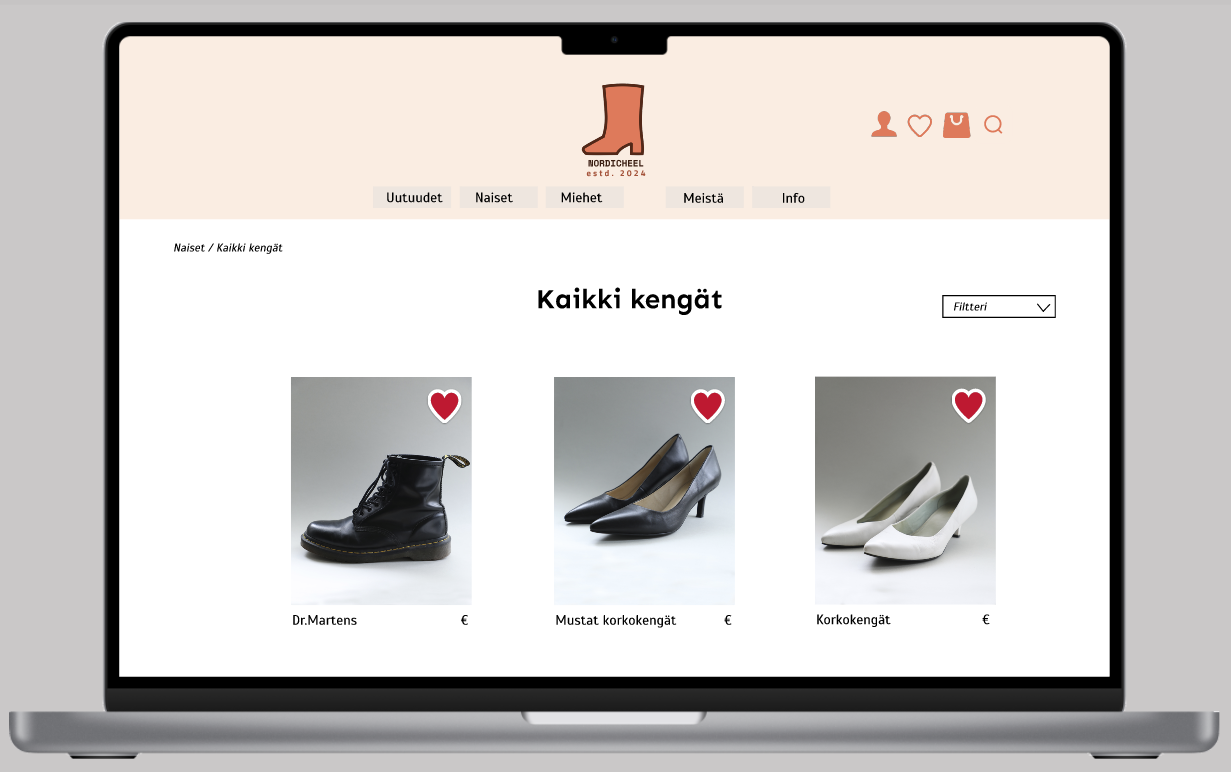 NORDICHEEL
estd. 2024
Uutuudet Naiset Miehet Meistä Info
Naiset / Kaikki kengät
Kaikki kengät
Filtteri
Dr.Martens €
Mustat korkokengät €
Korkokengät €